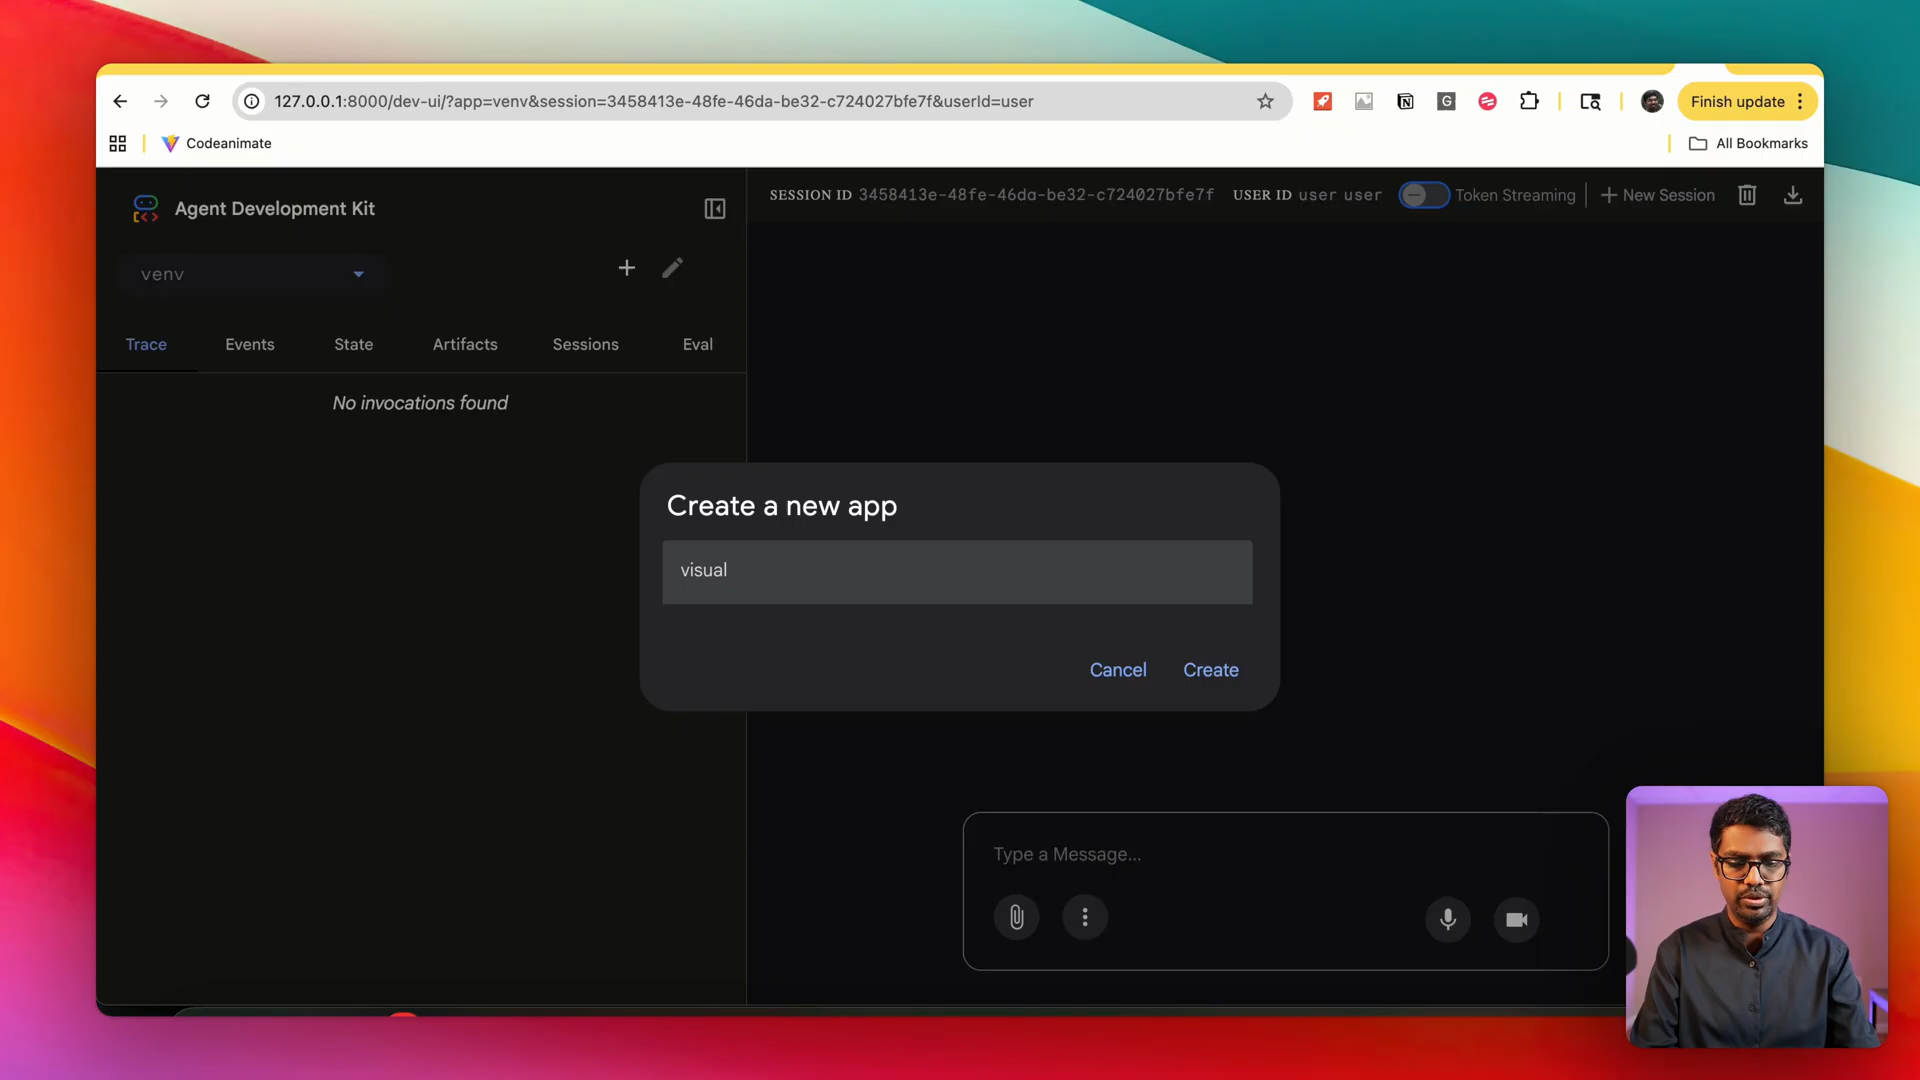 127.0.0.1:8000/dev-ui/?app=venv&session=3458413e-48fe-46da-be32-c724027bfe7f&userId=user
G
Finish update
Codeanimate
All Bookmarks
Agent Development Kit
SESSION ID 3458413e-48fe-46da-be32-c724027bfe7f USER ID user user Token Streaming + New Session
venv
Trace Events State Artifacts Sessions Eval
No invocations found
Create a new app
visual
Cancel Create
Type a Message...